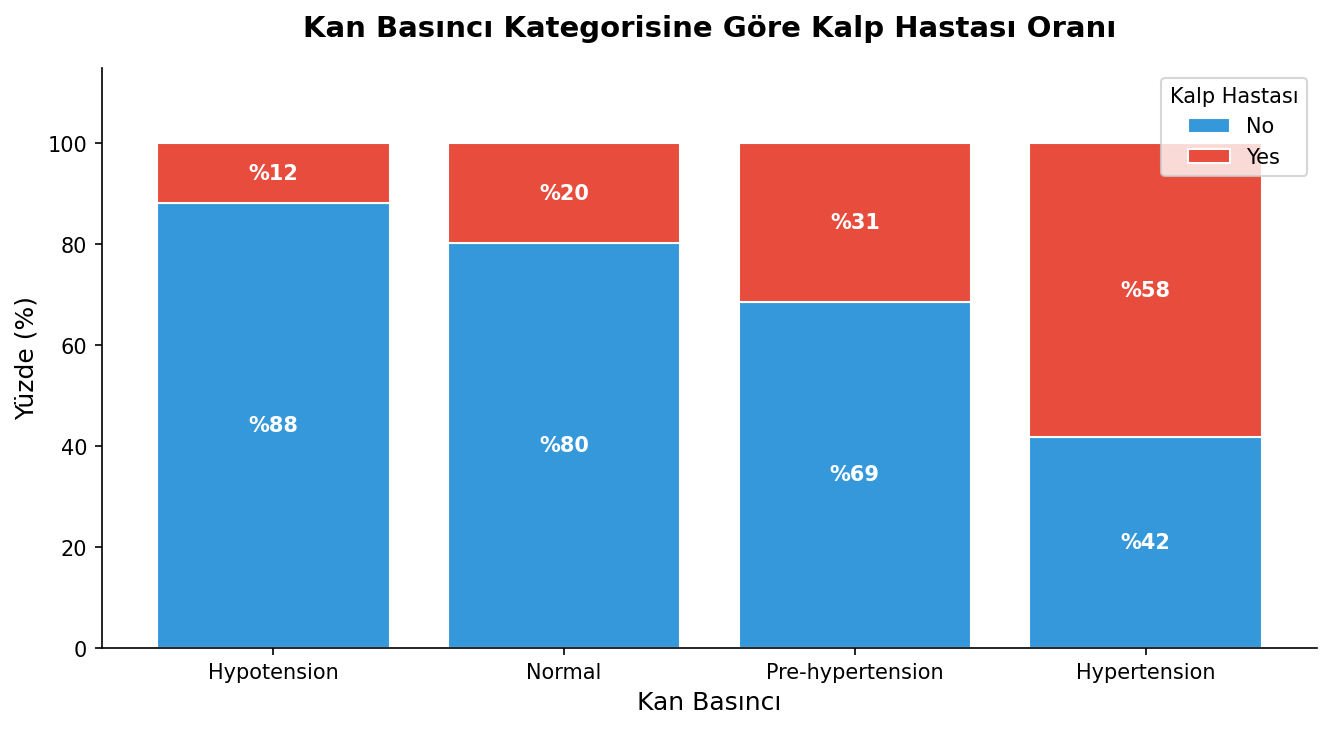 Kan Basıncı Kategorisine Göre Kalp Hastası Oranı
Kalp Hastası
No
Yes
Yüzde (%)
100
80
60
40
20
0
%12
%88
%20
%80
%31
%69
%58
%42
Hypotension
Normal
Pre-hypertension
Hypertension
Kan Basıncı